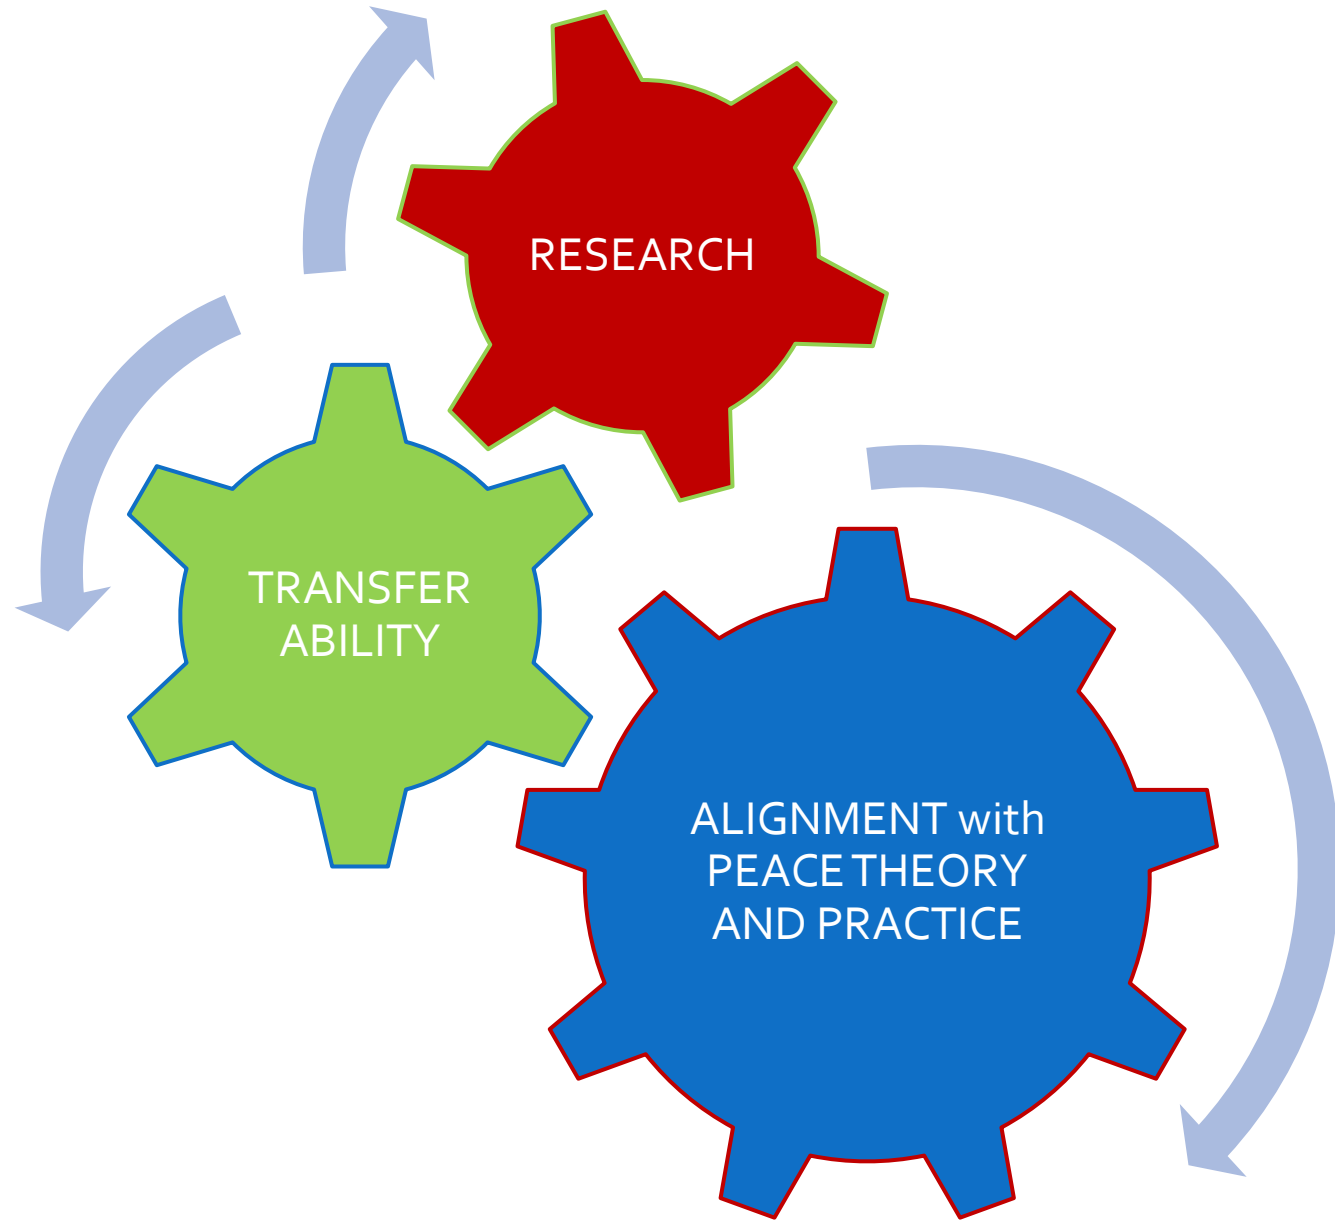 RESEARCH
TRANSFER
ABILITY
ALIGNMENT with
PEACE THEORY
AND PRACTICE